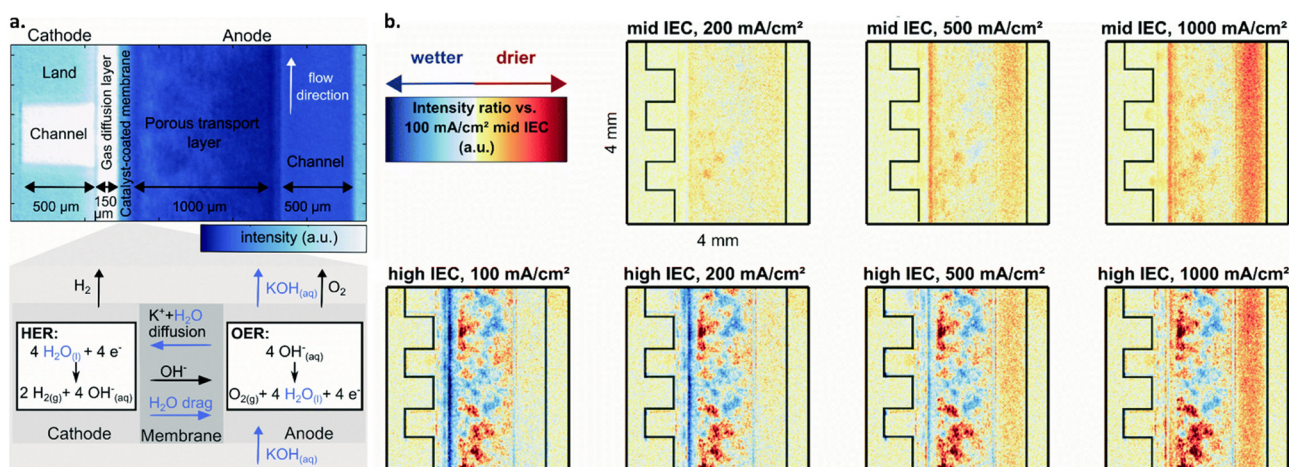 a.
Cathode
Anode
Land
Channel
Gas diffusion layer
Catalyst-coated membrane
Porous transport
layer
flow
direction
Channel
500 µm
150
µm
1000 µm
500 µm
intensity (a.u.)
H₂
KOH(aq)
O₂
HER:
4 H₂O(l) + 4 e⁻
2 H₂(g) + 4 OH⁻(aq)
K⁺+H₂O
diffusion
OH⁻
H₂O drag
OER:
4 OH⁻(aq)
O₂(g) + 4 H₂O(l) + 4 e⁻
Cathode
Membrane
Anode
KOH(aq)
b.
wetter
drier
Intensity ratio vs.
100 mA/cm² mid IEC
(a.u.)
mid IEC, 200 mA/cm²
mid IEC, 500 mA/cm²
mid IEC, 1000 mA/cm²
4 mm
4 mm
high IEC, 100 mA/cm²
high IEC, 200 mA/cm²
high IEC, 500 mA/cm²
high IEC, 1000 mA/cm²